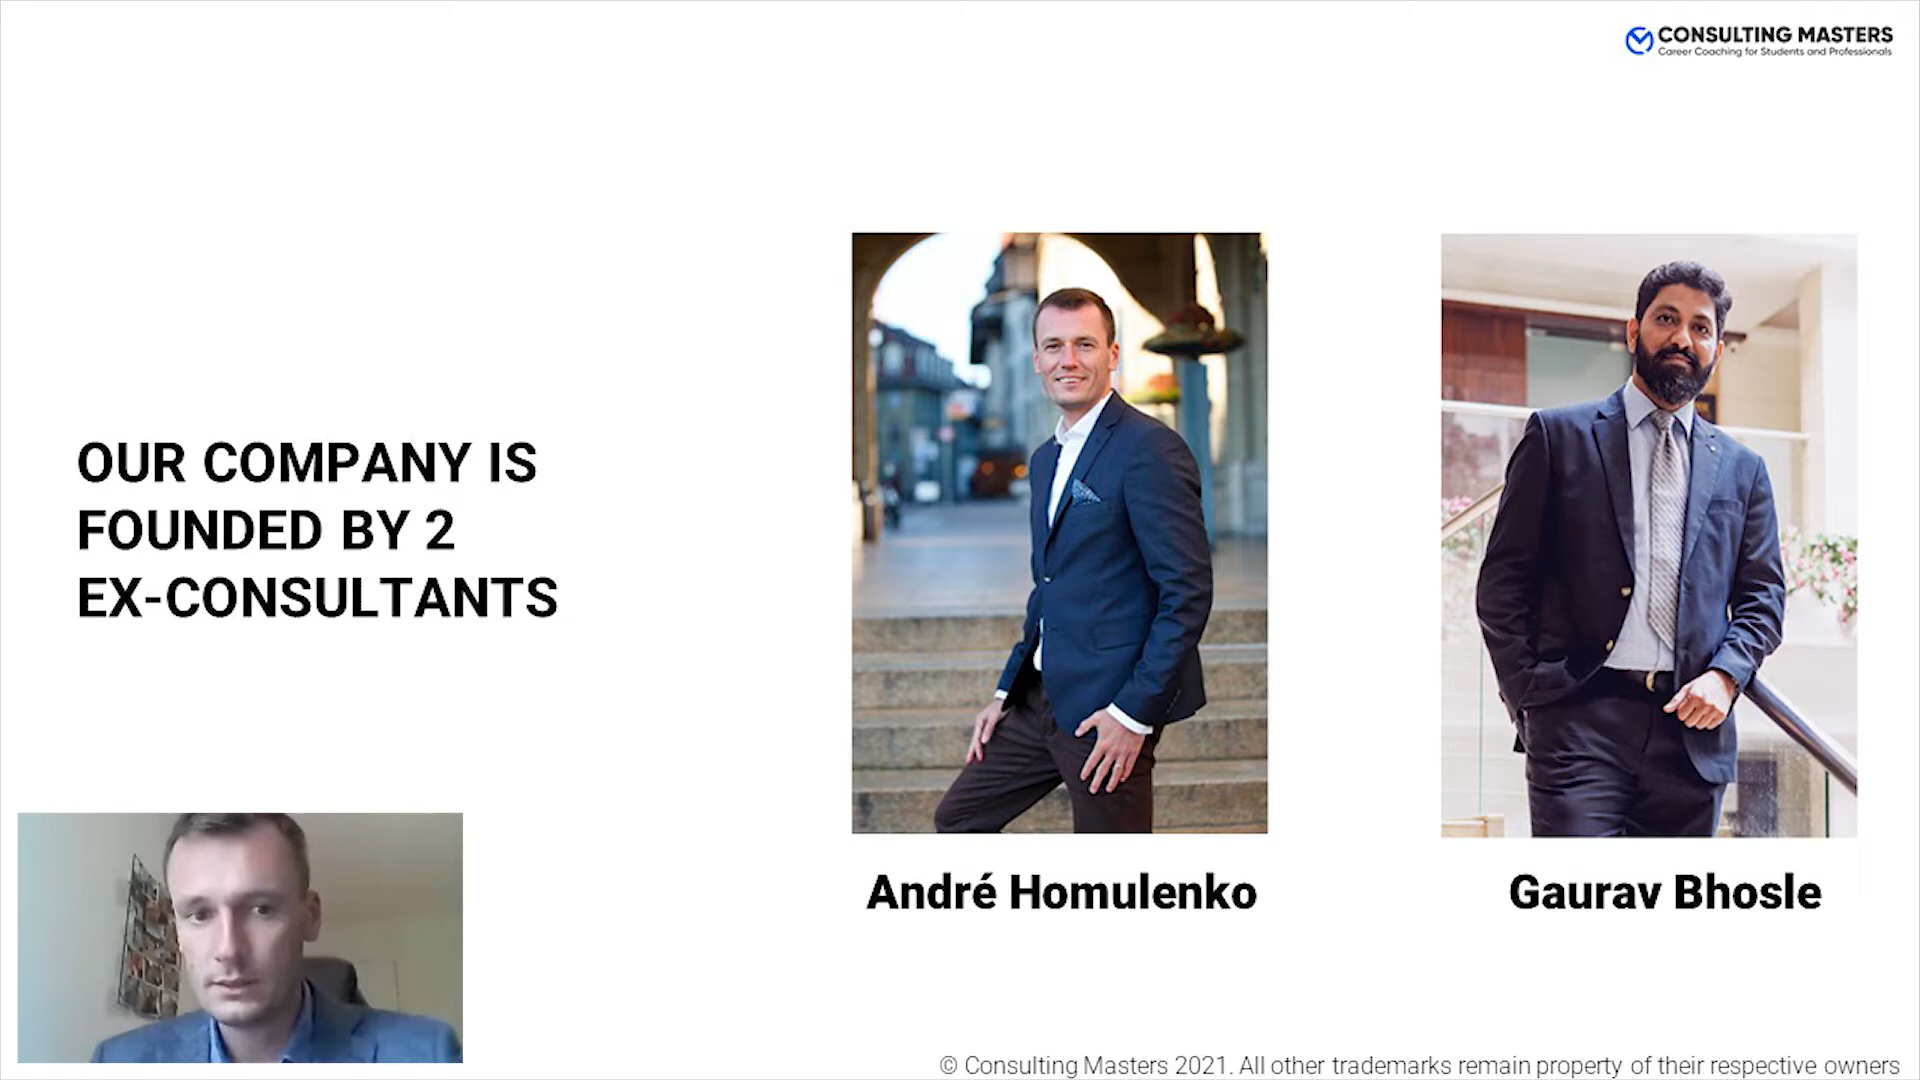 CONSULTING MASTERS
Career Coaching for Students and Professionals
OUR COMPANY IS
FOUNDED BY 2
EX-CONSULTANTS
André Homulenko
Gaurav Bhosle
© Consulting Masters 2021. All other trademarks remain property of their respective owners